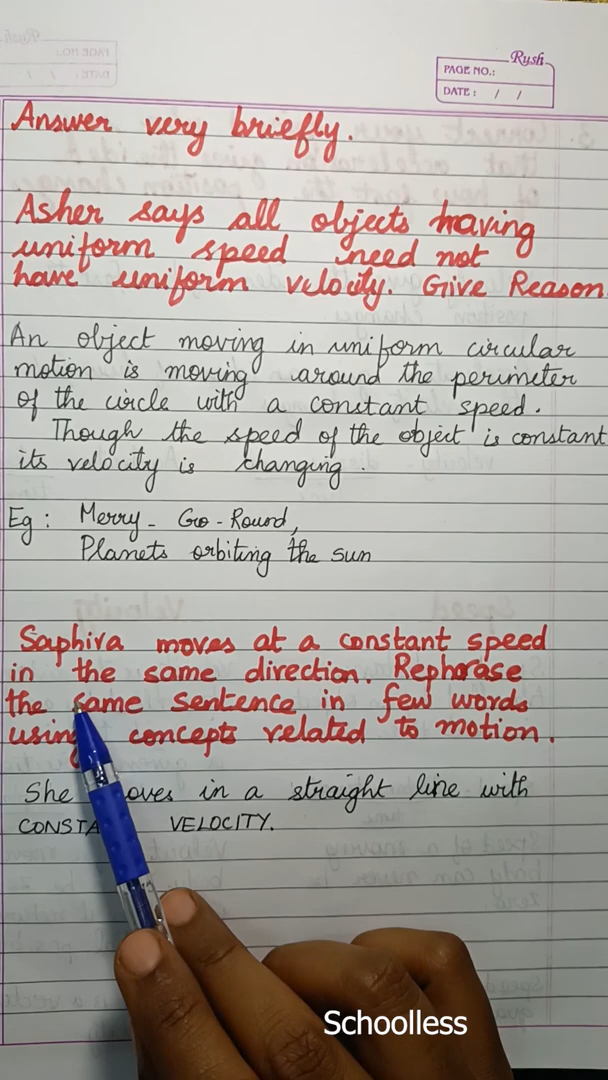 Rush
PAGE NO.:
DATE: / /
Answer very briefly.
Asher says all objects having
uniform speed need not
have uniform velocity. Give Reason
An object moving in uniform circular
motion is moving around the perimeter
of the circle with a constant speed.
Though the speed of the object is constant
its velocity is changing.
Eg: Merry-Go-Round,
Planets orbiting the sun
Saphira moves at a constant speed
in the same direction. Rephrase
the same sentence in few words
using concepts related to motion.
She moves in a straight line with
VELOCITY.
Schoolless